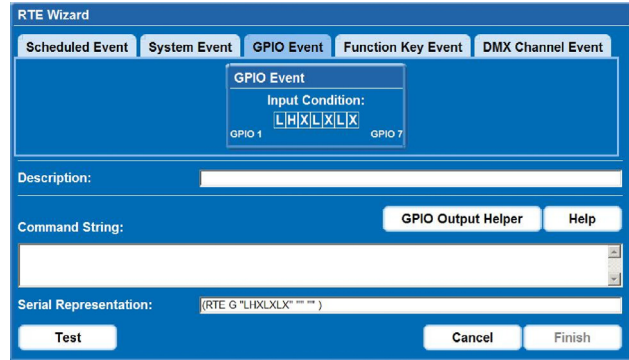 RTE Wizard
Scheduled Event System Event GPIO Event Function Key Event DMX Channel Event
GPIO Event
Input Condition:
L H X L X L X
GPIO 1 GPIO 7
Description:
GPIO Output Helper Help
Command String:
Serial Representation: (RTE G "LHXLXLX" "" "" )
Test Cancel Finish